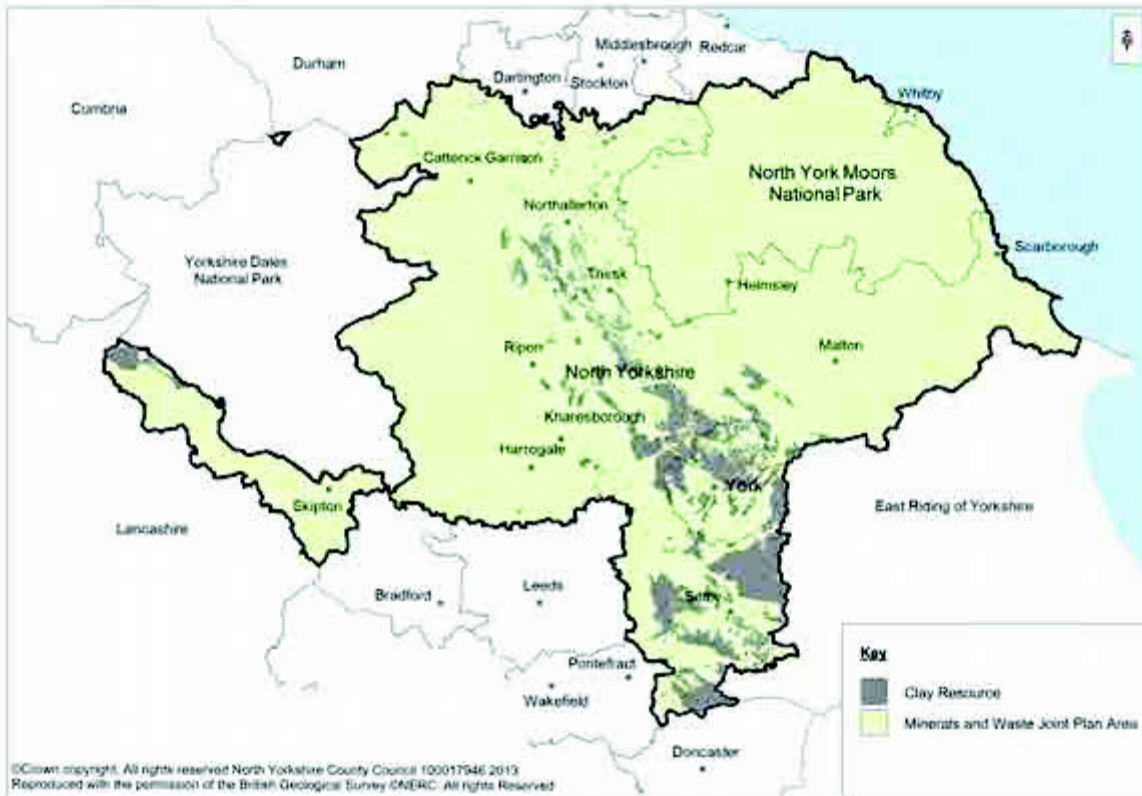 Middlesbrough
Redcar
Durham
Darlington
Stockton
Cumbria
Whitby
Catterick Garrison
North York Moors
National Park
Northallerton
Scarborough
Yorkshire Dales
National Park
Thirsk
Helmsley
Ripon
North Yorkshire
Malton
Knaresborough
Harrogate
York
Skipton
East Riding of Yorkshire
Lancashire
Bradford
Leeds
Selby
Key
Pontefract
Clay Resource
Wakefield
Minerals and Waste Joint Plan Area
Doncaster
©Crown copyright. All rights reserved North Yorkshire County Council 100017946 2013
Reproduced with the permission of the British Geological Survey ©NERC. All rights Reserved